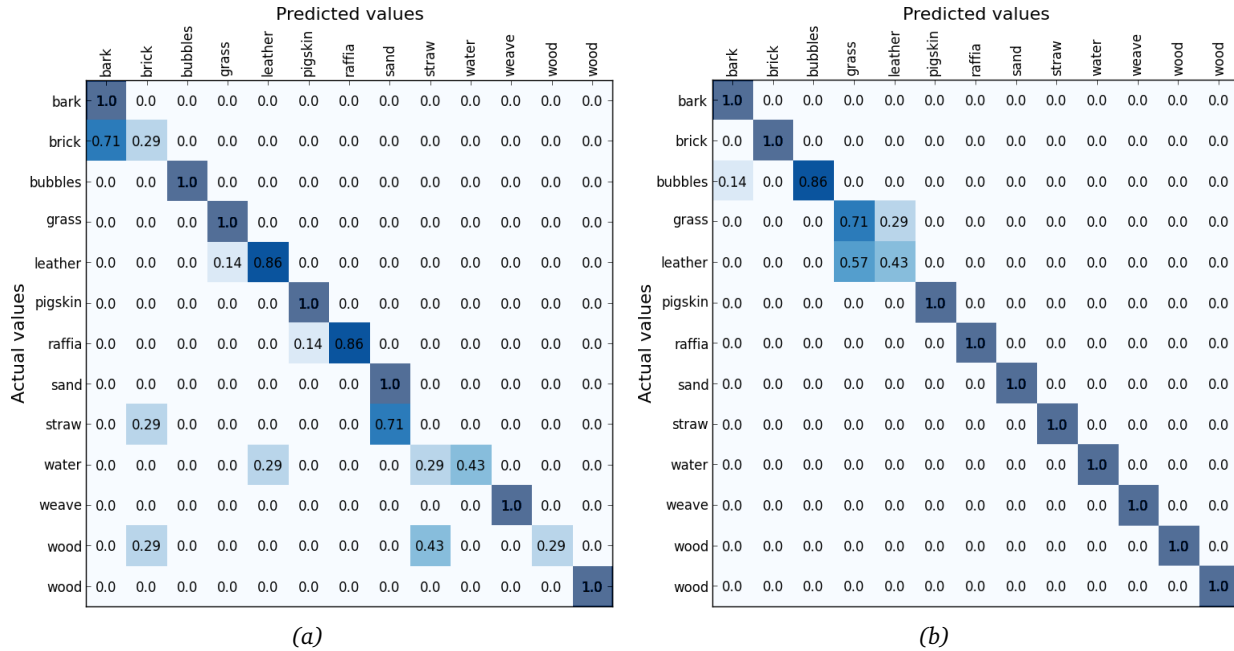 Predicted values
bark brick bubbles grass leather pigskin raffia sand straw water weave wood wood
Actual values
bark 1.0 0.0 0.0 0.0 0.0 0.0 0.0 0.0 0.0 0.0 0.0 0.0 0.0
brick 0.71 0.29 0.0 0.0 0.0 0.0 0.0 0.0 0.0 0.0 0.0 0.0 0.0
bubbles 0.0 0.0 1.0 0.0 0.0 0.0 0.0 0.0 0.0 0.0 0.0 0.0 0.0
grass 0.0 0.0 0.0 1.0 0.0 0.0 0.0 0.0 0.0 0.0 0.0 0.0 0.0
leather 0.0 0.0 0.0 0.14 0.86 0.0 0.0 0.0 0.0 0.0 0.0 0.0 0.0
pigskin 0.0 0.0 0.0 0.0 0.0 1.0 0.0 0.0 0.0 0.0 0.0 0.0 0.0
raffia 0.0 0.0 0.0 0.0 0.0 0.14 0.86 0.0 0.0 0.0 0.0 0.0 0.0
sand 0.0 0.0 0.0 0.0 0.0 0.0 0.0 1.0 0.0 0.0 0.0 0.0 0.0
straw 0.0 0.29 0.0 0.0 0.0 0.0 0.0 0.71 0.0 0.0 0.0 0.0 0.0
water 0.0 0.0 0.0 0.0 0.29 0.0 0.0 0.0 0.29 0.43 0.0 0.0 0.0
weave 0.0 0.0 0.0 0.0 0.0 0.0 0.0 0.0 0.0 0.0 1.0 0.0 0.0
wood 0.0 0.29 0.0 0.0 0.0 0.0 0.0 0.0 0.43 0.0 0.0 0.29 0.0
wood 0.0 0.0 0.0 0.0 0.0 0.0 0.0 0.0 0.0 0.0 0.0 0.0 1.0
(a)
Predicted values
bark brick bubbles grass leather pigskin raffia sand straw water weave wood wood
Actual values
bark 1.0 0.0 0.0 0.0 0.0 0.0 0.0 0.0 0.0 0.0 0.0 0.0 0.0
brick 0.0 1.0 0.0 0.0 0.0 0.0 0.0 0.0 0.0 0.0 0.0 0.0 0.0
bubbles 0.14 0.0 0.86 0.0 0.0 0.0 0.0 0.0 0.0 0.0 0.0 0.0 0.0
grass 0.0 0.0 0.0 0.71 0.29 0.0 0.0 0.0 0.0 0.0 0.0 0.0 0.0
leather 0.0 0.0 0.0 0.57 0.43 0.0 0.0 0.0 0.0 0.0 0.0 0.0 0.0
pigskin 0.0 0.0 0.0 0.0 0.0 1.0 0.0 0.0 0.0 0.0 0.0 0.0 0.0
raffia 0.0 0.0 0.0 0.0 0.0 0.0 1.0 0.0 0.0 0.0 0.0 0.0 0.0
sand 0.0 0.0 0.0 0.0 0.0 0.0 0.0 1.0 0.0 0.0 0.0 0.0 0.0
straw 0.0 0.0 0.0 0.0 0.0 0.0 0.0 0.0 1.0 0.0 0.0 0.0 0.0
water 0.0 0.0 0.0 0.0 0.0 0.0 0.0 0.0 0.0 1.0 0.0 0.0 0.0
weave 0.0 0.0 0.0 0.0 0.0 0.0 0.0 0.0 0.0 0.0 1.0 0.0 0.0
wood 0.0 0.0 0.0 0.0 0.0 0.0 0.0 0.0 0.0 0.0 0.0 1.0 0.0
wood 0.0 0.0 0.0 0.0 0.0 0.0 0.0 0.0 0.0 0.0 0.0 0.0 1.0
(b)